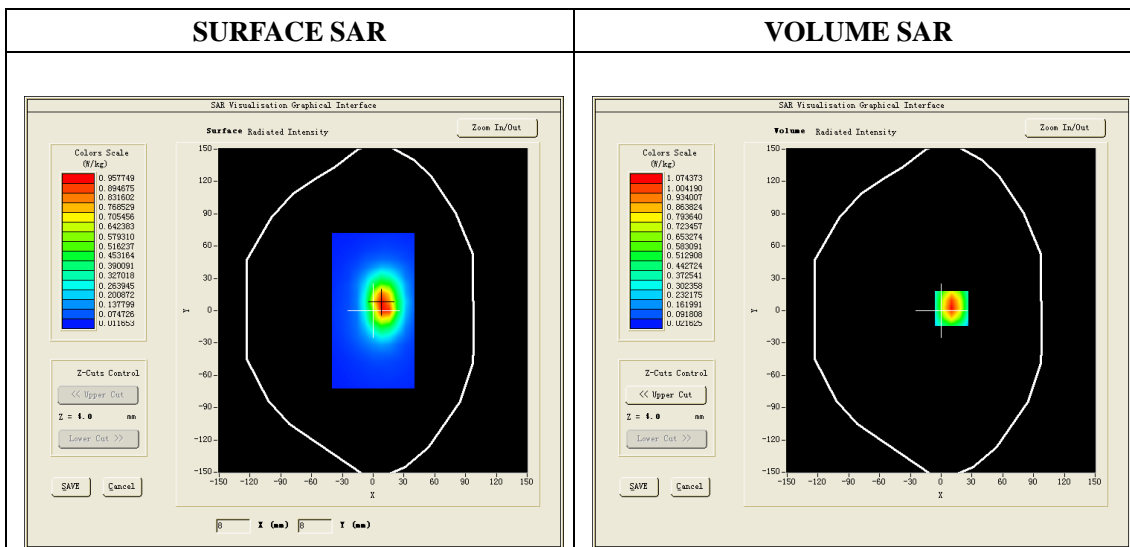 SURFACE SAR
VOLUME SAR
SAR Visualisation Graphical Interface
Surface Radiated Intensity
Zoom In/Out
Colors Scale
(W/kg)
0.957749
0.894675
0.831602
0.768529
0.705456
0.642383
0.579310
0.516237
0.453164
0.390091
0.327018
0.263945
0.200872
0.137799
0.074726
0.011653
150
120
90
60
30
0
-30
-60
-90
-120
-150
Y
-150 -120 -90 -60 -30 0 30 60 90 120 150
X
Z-Cuts Control
<< Upper Cut
Z = 4.0 mm
Lower Cut >>
SAVE Cancel
8 X (mm) 8 Y (mm)
SAR Visualisation Graphical Interface
Volume Radiated Intensity
Zoom In/Out
Colors Scale
(W/kg)
1.074373
1.004190
0.934007
0.863824
0.793640
0.723457
0.653274
0.583091
0.512908
0.442724
0.372541
0.302358
0.232175
0.161991
0.091808
0.021625
150
120
90
60
30
0
-30
-60
-90
-120
-150
Y
-150 -120 -90 -60 -30 0 30 60 90 120 150
X
Z-Cuts Control
<< Upper Cut
Z = 4.0 mm
Lower Cut >>
SAVE Cancel